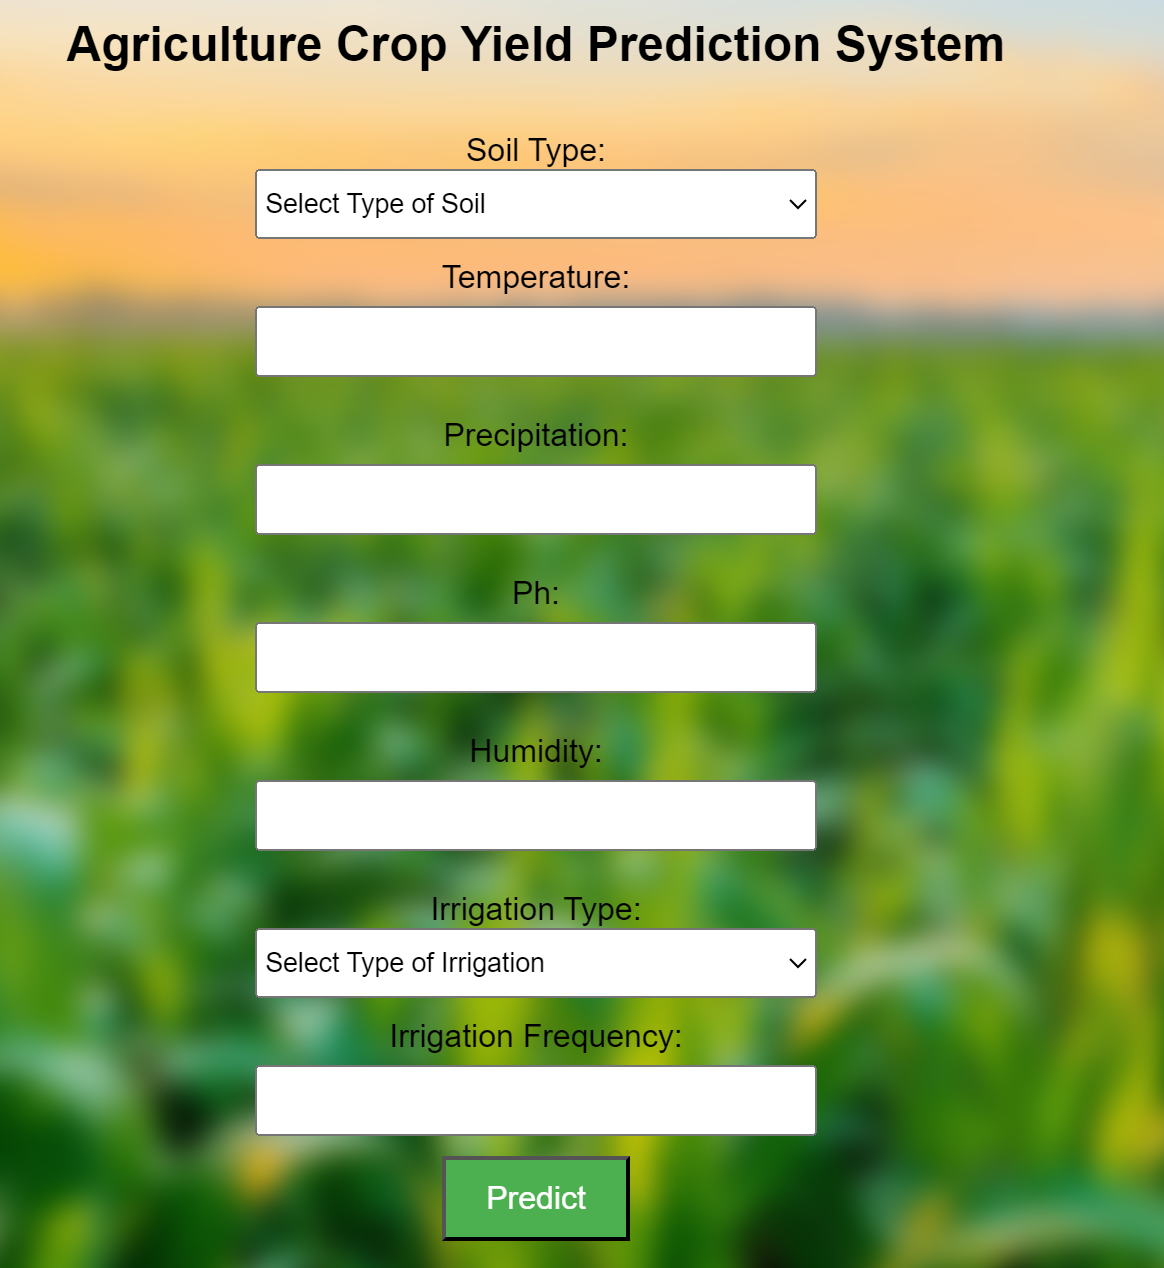 Agriculture Crop Yield Prediction System
Soil Type:
Select Type of Soil
Temperature:
Precipitation:
Ph:
Humidity:
Irrigation Type:
Select Type of Irrigation
Irrigation Frequency:
Predict